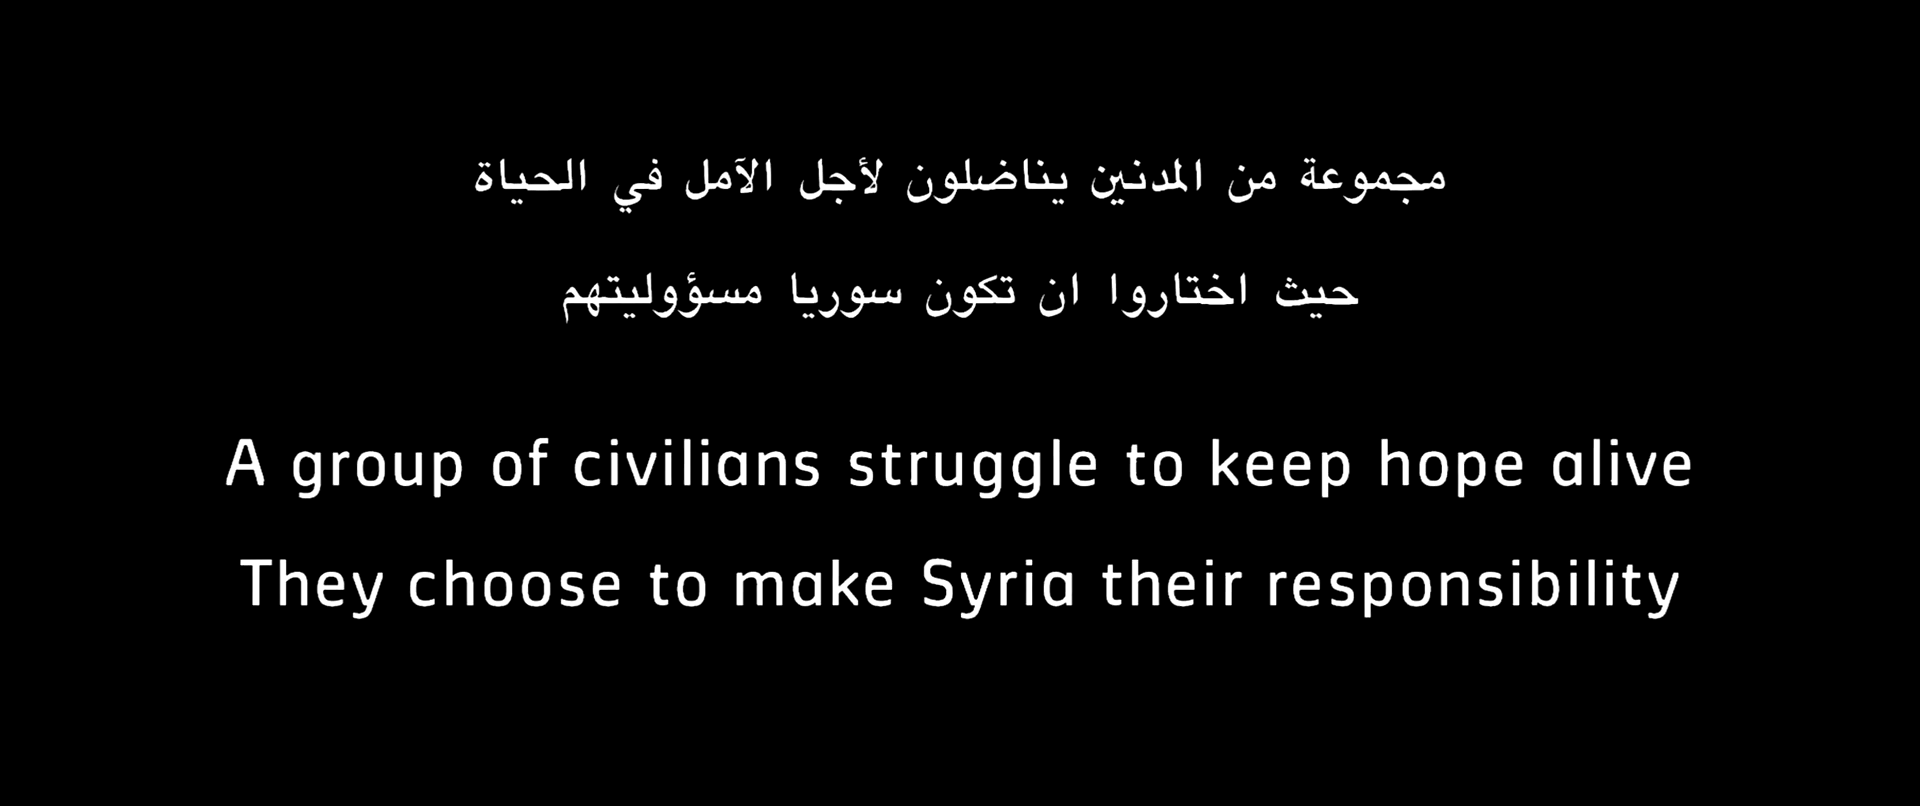 مجموعة من المدنين يناضلون لأجل الآمل في الحياة
حيث اختاروا ان تكون سوريا مسؤوليتهم
A group of civilians struggle to keep hope alive
They choose to make Syria their responsibility